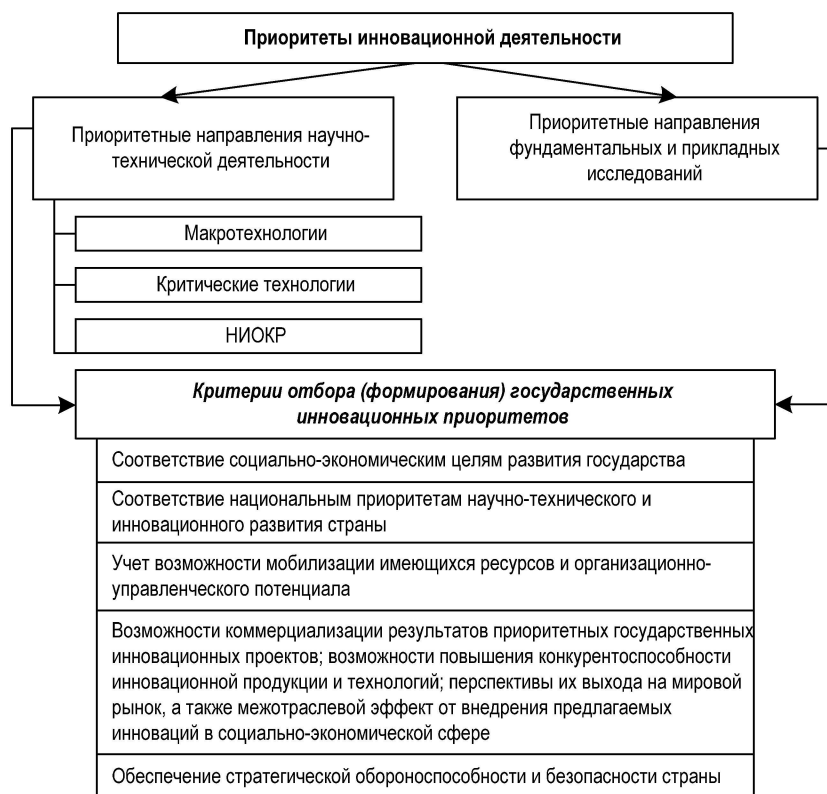 Приоритеты инновационной деятельности
Приоритетные направления научно-
технической деятельности
Приоритетные направления
фундаментальных и прикладных
исследований
Макротехнологии
Критические технологии
НИОКР
Критерии отбора (формирования) государственных
инновационных приоритетов
Соответствие социально-экономическим целям развития государства
Соответствие национальным приоритетам научно-технического и
инновационного развития страны
Учет возможности мобилизации имеющихся ресурсов и организационно-
управленческого потенциала
Возможности коммерциализации результатов приоритетных государственных
инновационных проектов; возможности повышения конкурентоспособности
инновационной продукции и технологий; перспективы их выхода на мировой
рынок, а также межотраслевой эффект от внедрения предлагаемых
инноваций в социально-экономической сфере
Обеспечение стратегической обороноспособности и безопасности страны